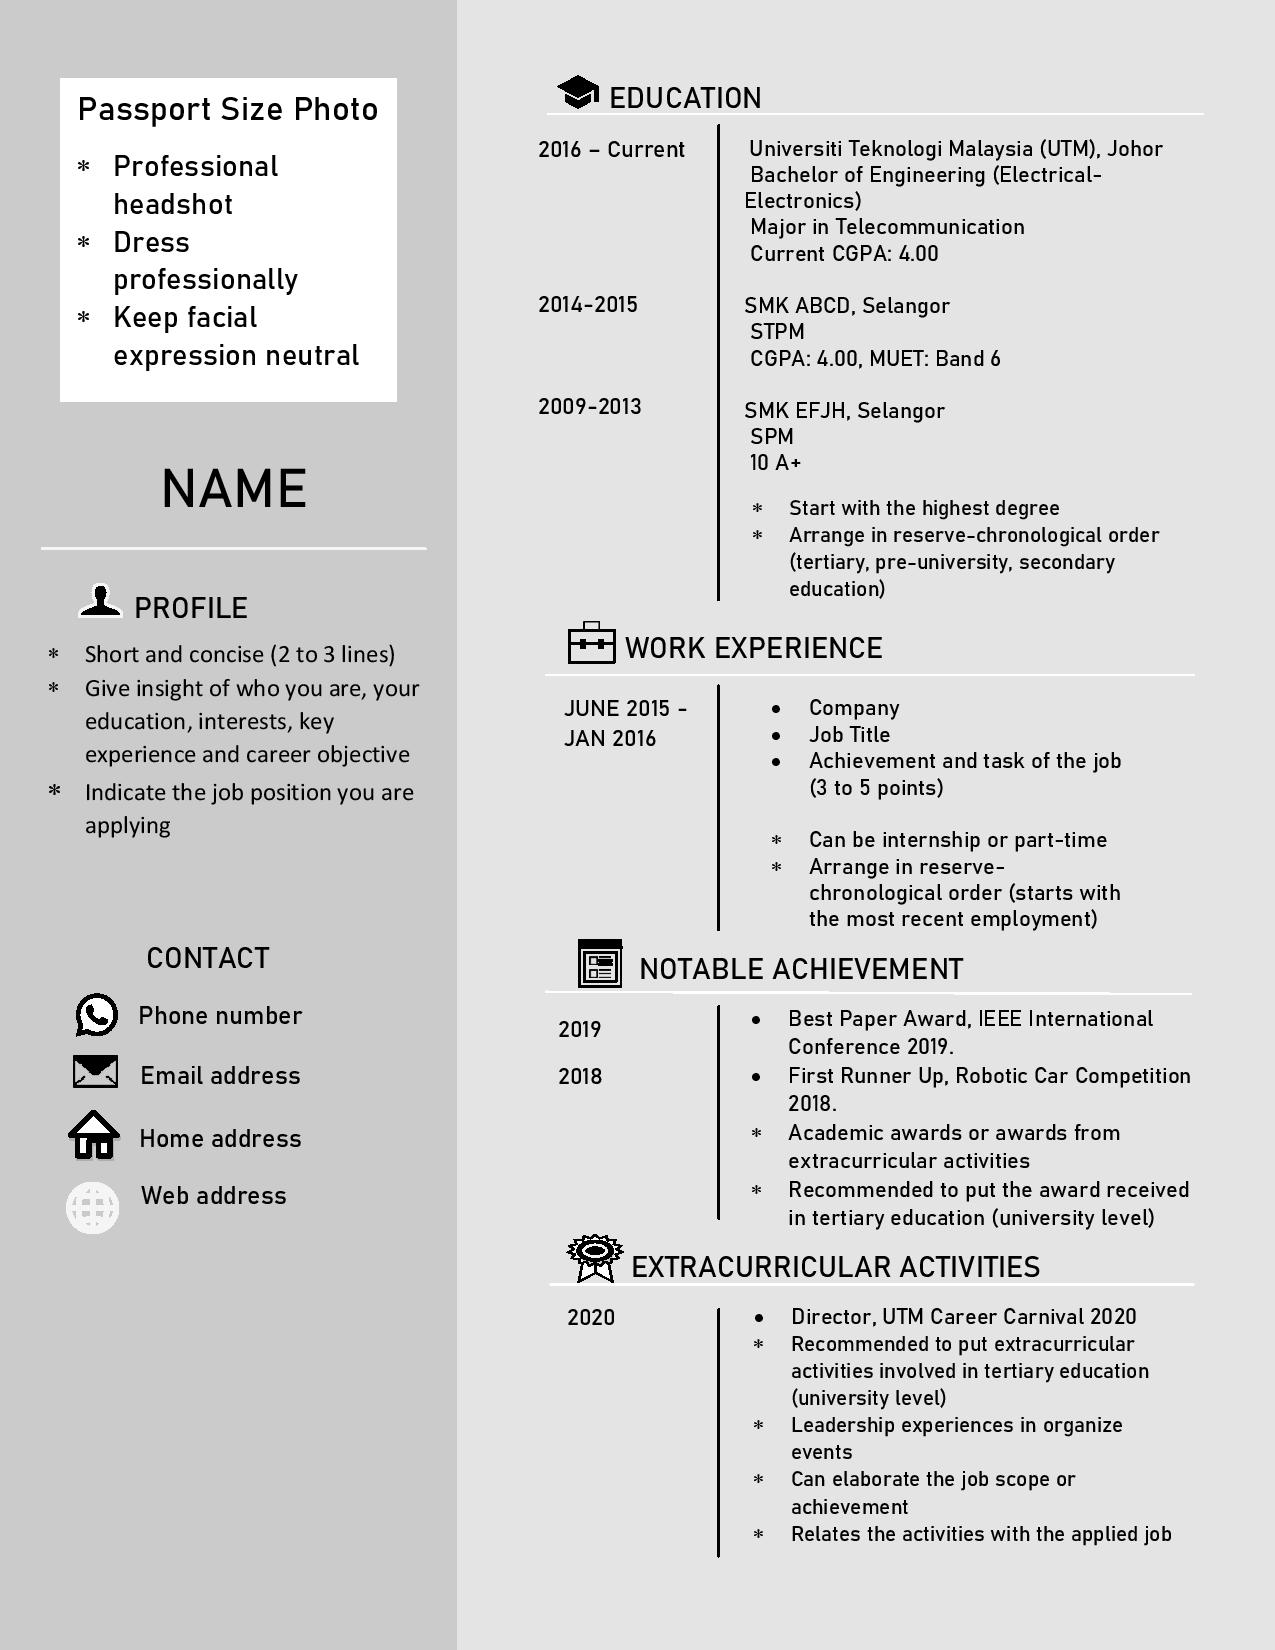 Passport Size Photo
* Professional
headshot
* Dress
professionally
* Keep facial
expression neutral
NAME
PROFILE
* Short and concise (2 to 3 lines)
* Give insight of who you are, your
education, interests, key
experience and career objective
* Indicate the job position you are
applying
CONTACT
Phone number
Email address
Home address
Web address
EDUCATION
2016 – Current
Universiti Teknologi Malaysia (UTM), Johor
Bachelor of Engineering (Electrical-
Electronics)
Major in Telecommunication
Current CGPA: 4.00
2014-2015
SMK ABCD, Selangor
STPM
CGPA: 4.00, MUET: Band 6
2009-2013
SMK EFJH, Selangor
SPM
10 A+
* Start with the highest degree
* Arrange in reserve-chronological order
(tertiary, pre-university, secondary
education)
WORK EXPERIENCE
JUNE 2015 -
JAN 2016
• Company
• Job Title
• Achievement and task of the job
(3 to 5 points)
* Can be internship or part-time
* Arrange in reserve-
chronological order (starts with
the most recent employment)
NOTABLE ACHIEVEMENT
2019
• Best Paper Award, IEEE International
Conference 2019.
2018
• First Runner Up, Robotic Car Competition
2018.
* Academic awards or awards from
extracurricular activities
* Recommended to put the award received
in tertiary education (university level)
EXTRACURRICULAR ACTIVITIES
2020
• Director, UTM Career Carnival 2020
* Recommended to put extracurricular
activities involved in tertiary education
(university level)
* Leadership experiences in organize
events
* Can elaborate the job scope or
achievement
* Relates the activities with the applied job